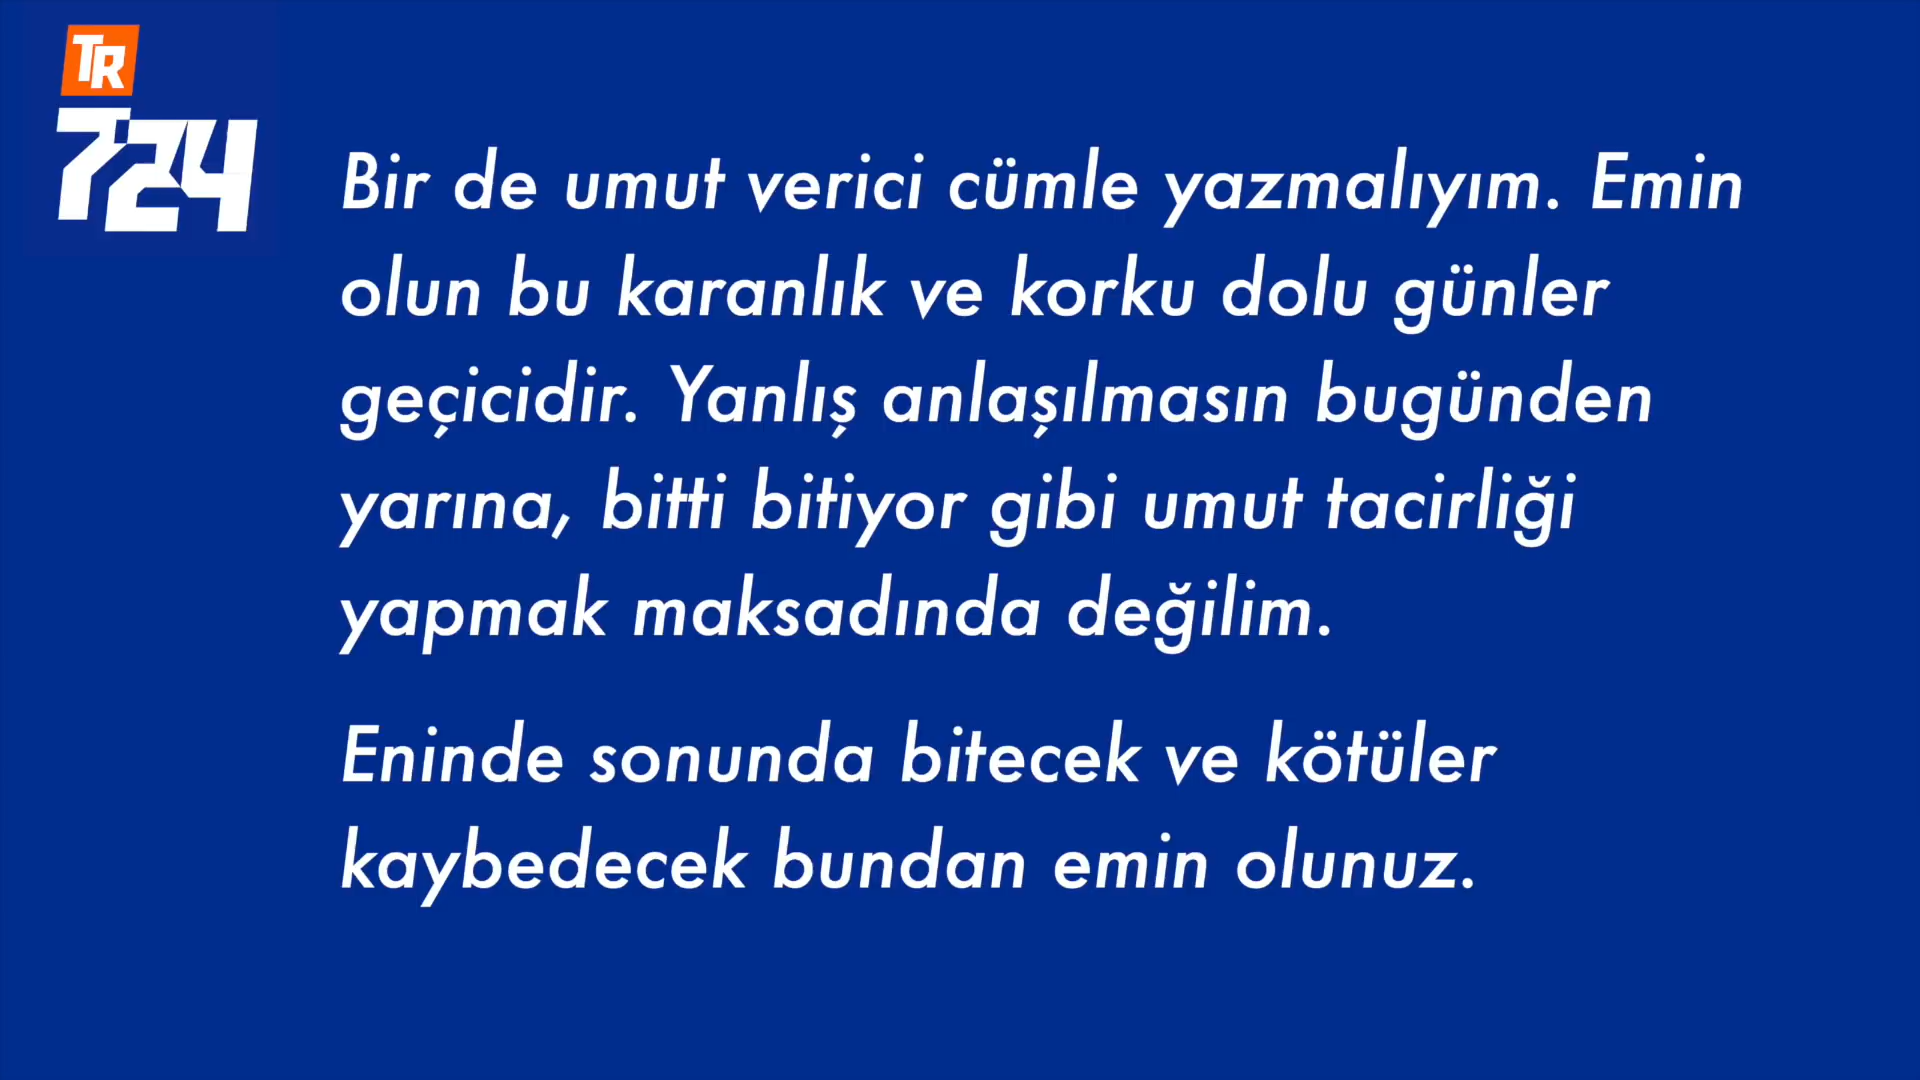 TR
724
Bir de umut verici cümle yazmalıyım. Emin
olun bu karanlık ve korku dolu günler
geçicidir. Yanlış anlaşılmasın bugünden
yarına, bitti bitiyor gibi umut tacirliği
yapmak maksadında değilim.
Eninde sonunda bitecek ve kötüler
kaybedecek bundan emin olunuz.